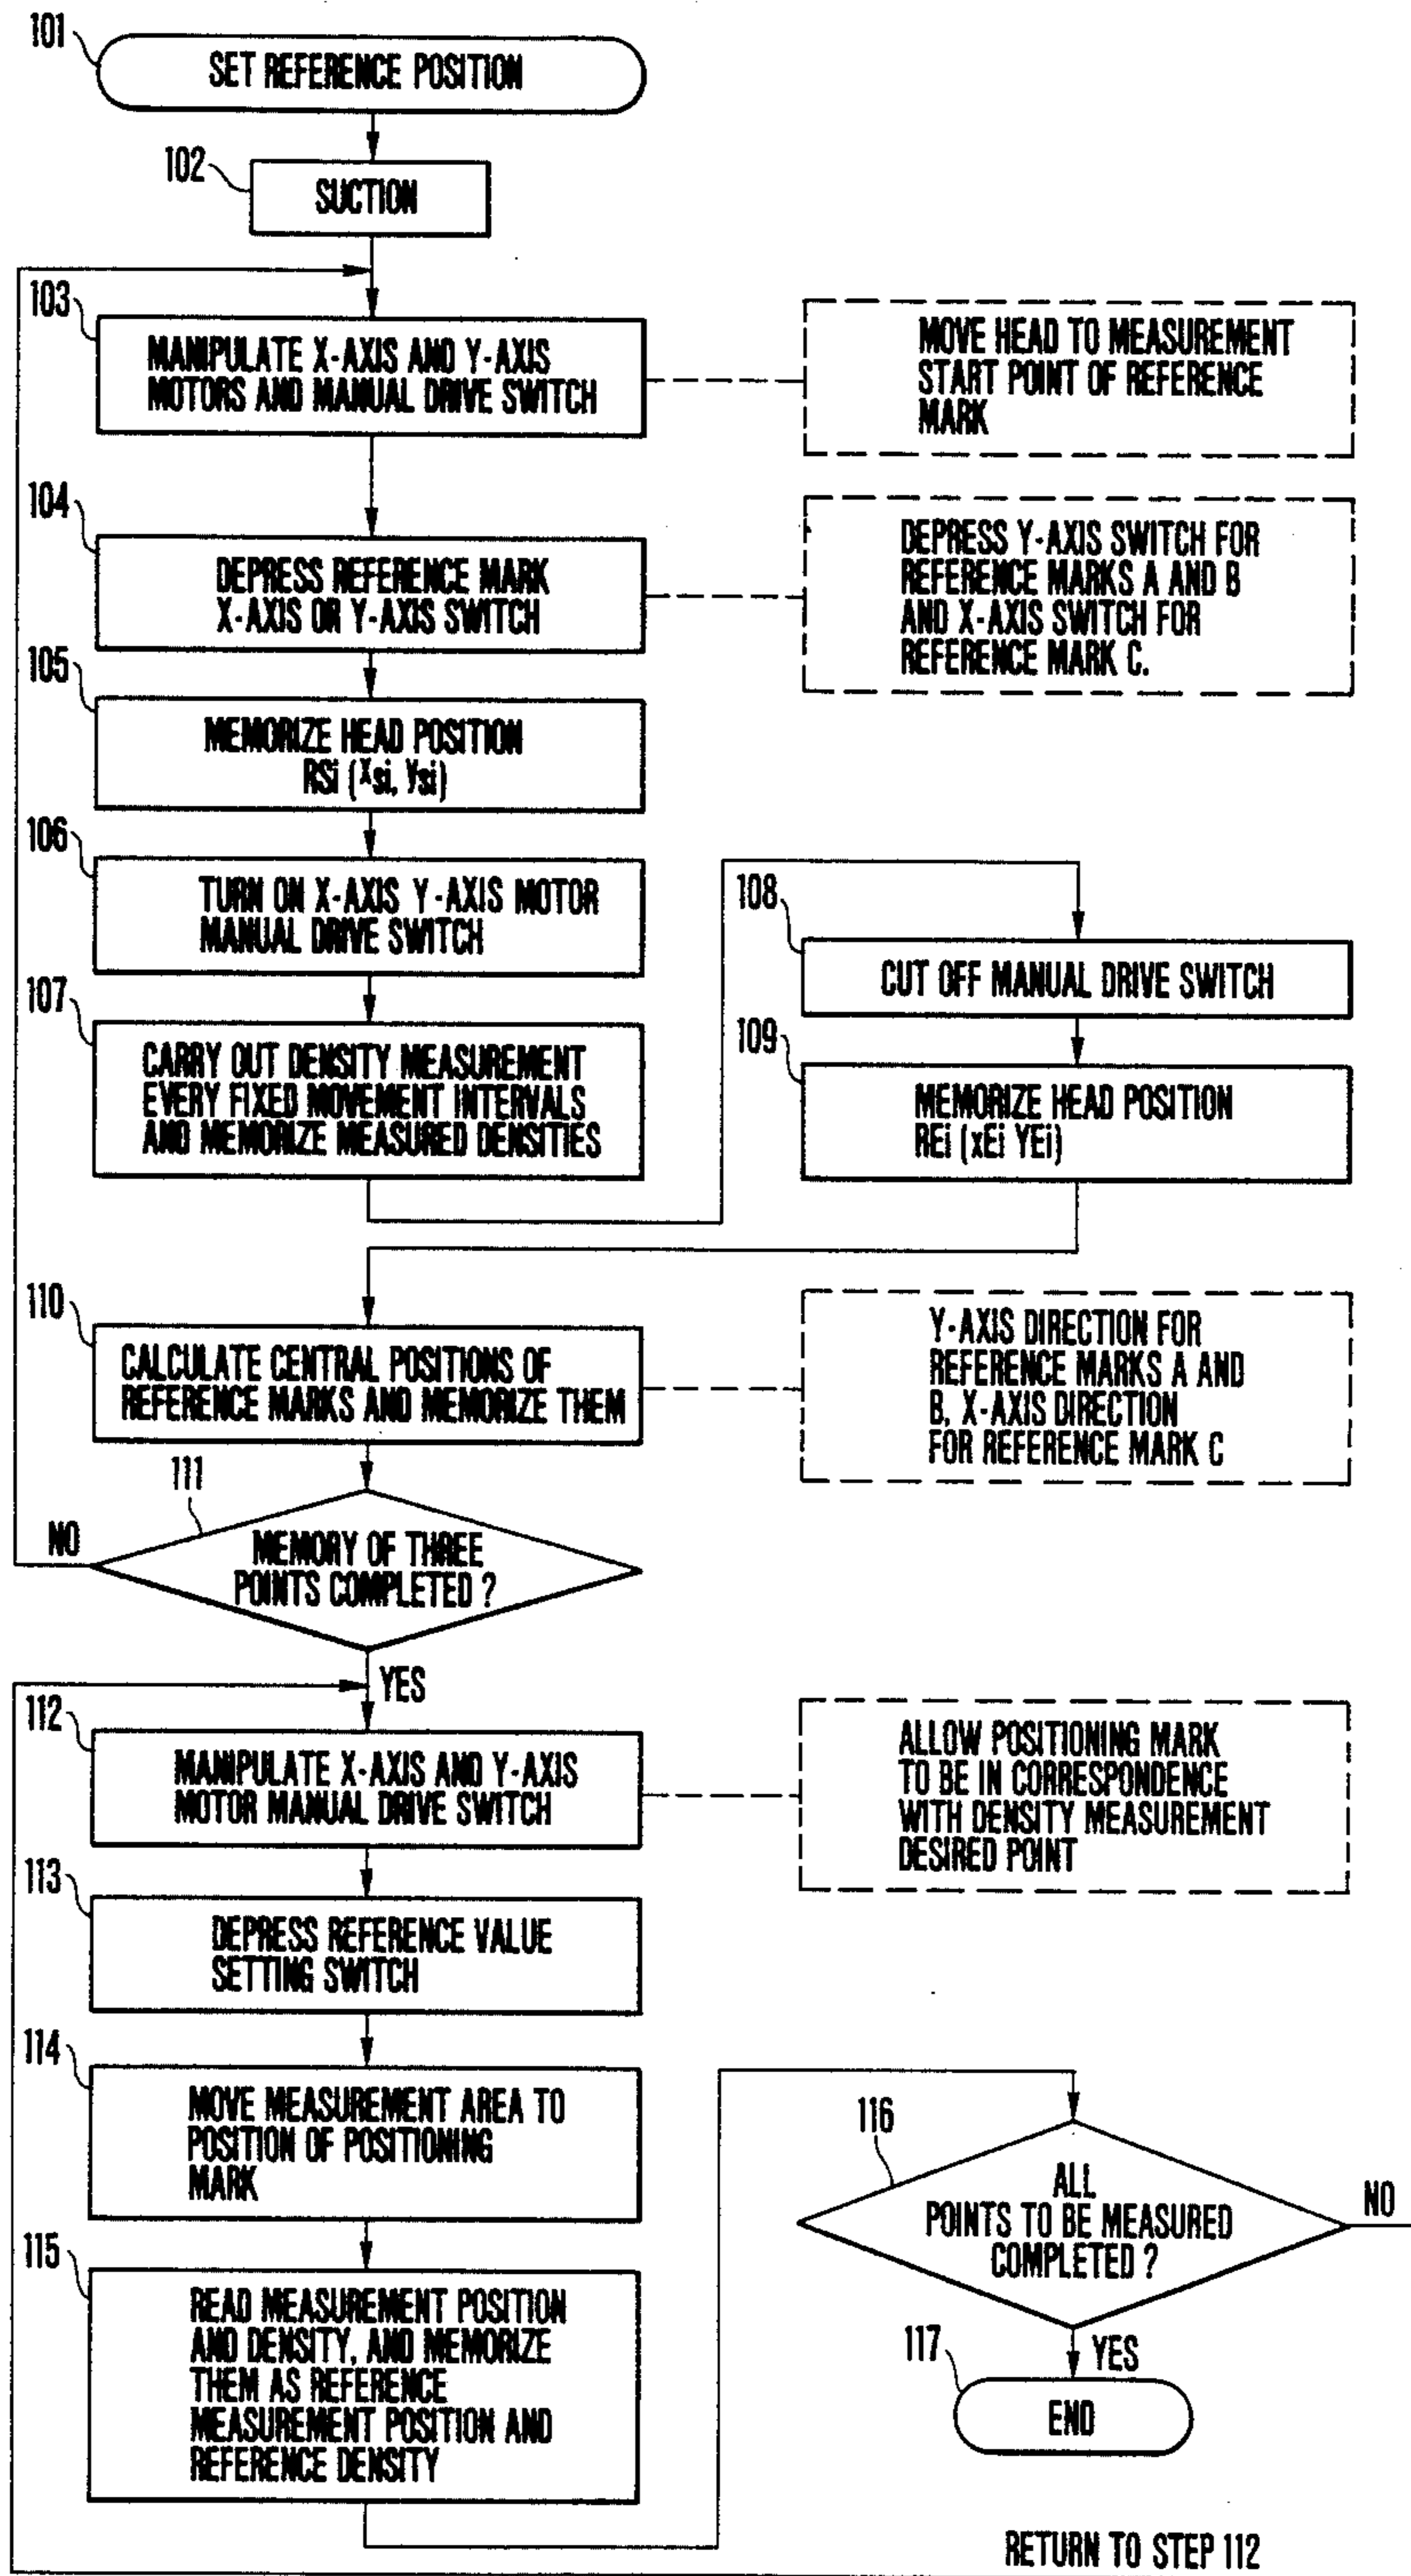 101
SET REFERENCE POSITION
102
SUCTION
103
MANIPULATE X-AXIS AND Y-AXIS
MOTORS AND MANUAL DRIVE SWITCH
MOVE HEAD TO MEASUREMENT
START POINT OF REFERENCE
MARK
104
DEPRESS REFERENCE MARK
X-AXIS OR Y-AXIS SWITCH
DEPRESS Y-AXIS SWITCH FOR
REFERENCE MARKS A AND B
AND X-AXIS SWITCH FOR
REFERENCE MARK C.
105
MEMORIZE HEAD POSITION
RSi (xsi, ysi)
106
TURN ON X-AXIS Y-AXIS MOTOR
MANUAL DRIVE SWITCH
107
CARRY OUT DENSITY MEASUREMENT
EVERY FIXED MOVEMENT INTERVALS
AND MEMORIZE MEASURED DENSITIES
108
CUT OFF MANUAL DRIVE SWITCH
109
MEMORIZE HEAD POSITION
REi (xEi YEi)
110
CALCULATE CENTRAL POSITIONS OF
REFERENCE MARKS AND MEMORIZE THEM
Y-AXIS DIRECTION FOR
REFERENCE MARKS A AND
B, X-AXIS DIRECTION
FOR REFERENCE MARK C
111
NO
MEMORY OF THREE
POINTS COMPLETED ?
YES
112
MANIPULATE X-AXIS AND Y-AXIS
MOTOR MANUAL DRIVE SWITCH
ALLOW POSITIONING MARK
TO BE IN CORRESPONDENCE
WITH DENSITY MEASUREMENT
DESIRED POINT
113
DEPRESS REFERENCE VALUE
SETTING SWITCH
114
MOVE MEASUREMENT AREA TO
POSITION OF POSITIONING
MARK
115
READ MEASUREMENT POSITION
AND DENSITY, AND MEMORIZE
THEM AS REFERENCE
MEASUREMENT POSITION AND
REFERENCE DENSITY
116
ALL
POINTS TO BE MEASURED
COMPLETED ?
NO
YES
117
END
RETURN TO STEP 112